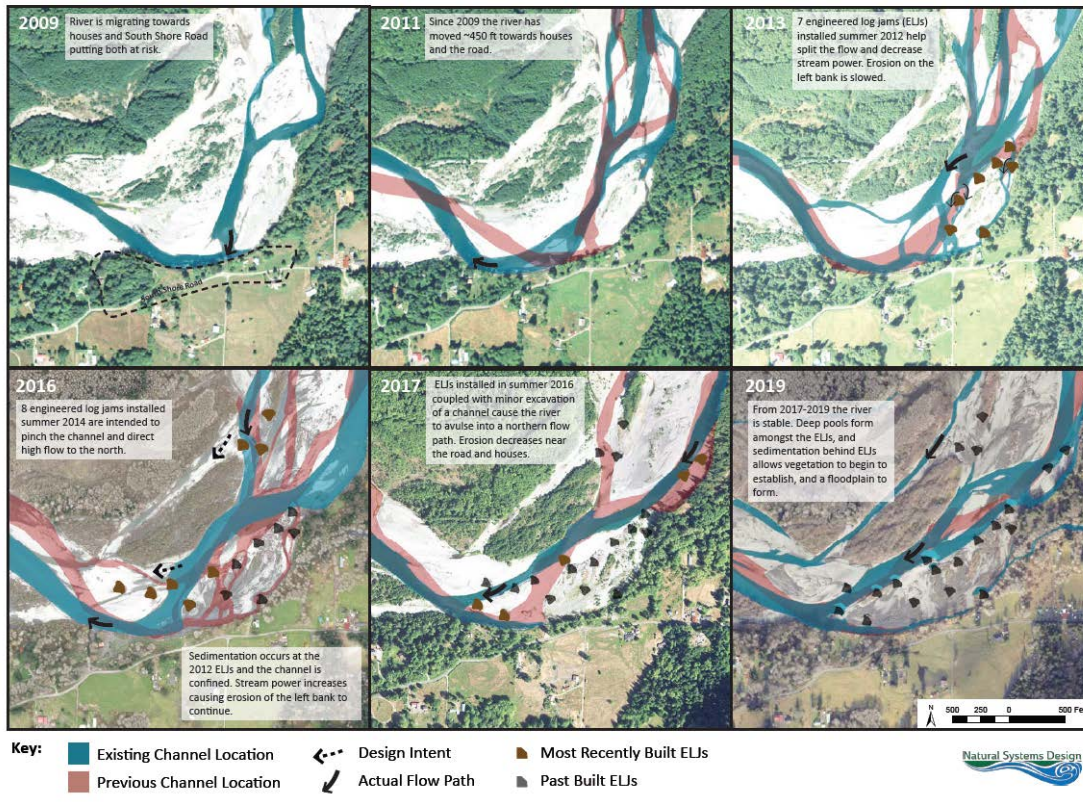 2009
River is migrating towards
houses and South Shore Road
putting both at risk.
South Shore Road
2011
Since 2009 the river has
moved ~450 ft towards houses
and the road.
2013
7 engineered log jams (ELJs)
installed summer 2012 help
split the flow and decrease
stream power. Erosion on the
left bank is slowed.
2016
8 engineered log jams installed
summer 2014 are intended to
pinch the channel and direct
high flow to the north.
Sedimentation occurs at the
2012 ELJs and the channel is
confined. Stream power increases
causing erosion of the left bank to
continue.
2017
ELJs installed in summer 2016
coupled with minor excavation
of a channel cause the river
to avulse into a northern flow
path. Erosion decreases near
the road and houses.
2019
From 2017-2019 the river
is stable. Deep pools form
amongst the ELJs, and
sedimentation behind ELJs
allows vegetation to begin to
establish, and a floodplain to
form.
N
500 250 0 500 Fe
Key:
Existing Channel Location
Previous Channel Location
Design Intent
Actual Flow Path
Most Recently Built ELJs
Past Built ELJs
Natural Systems Design